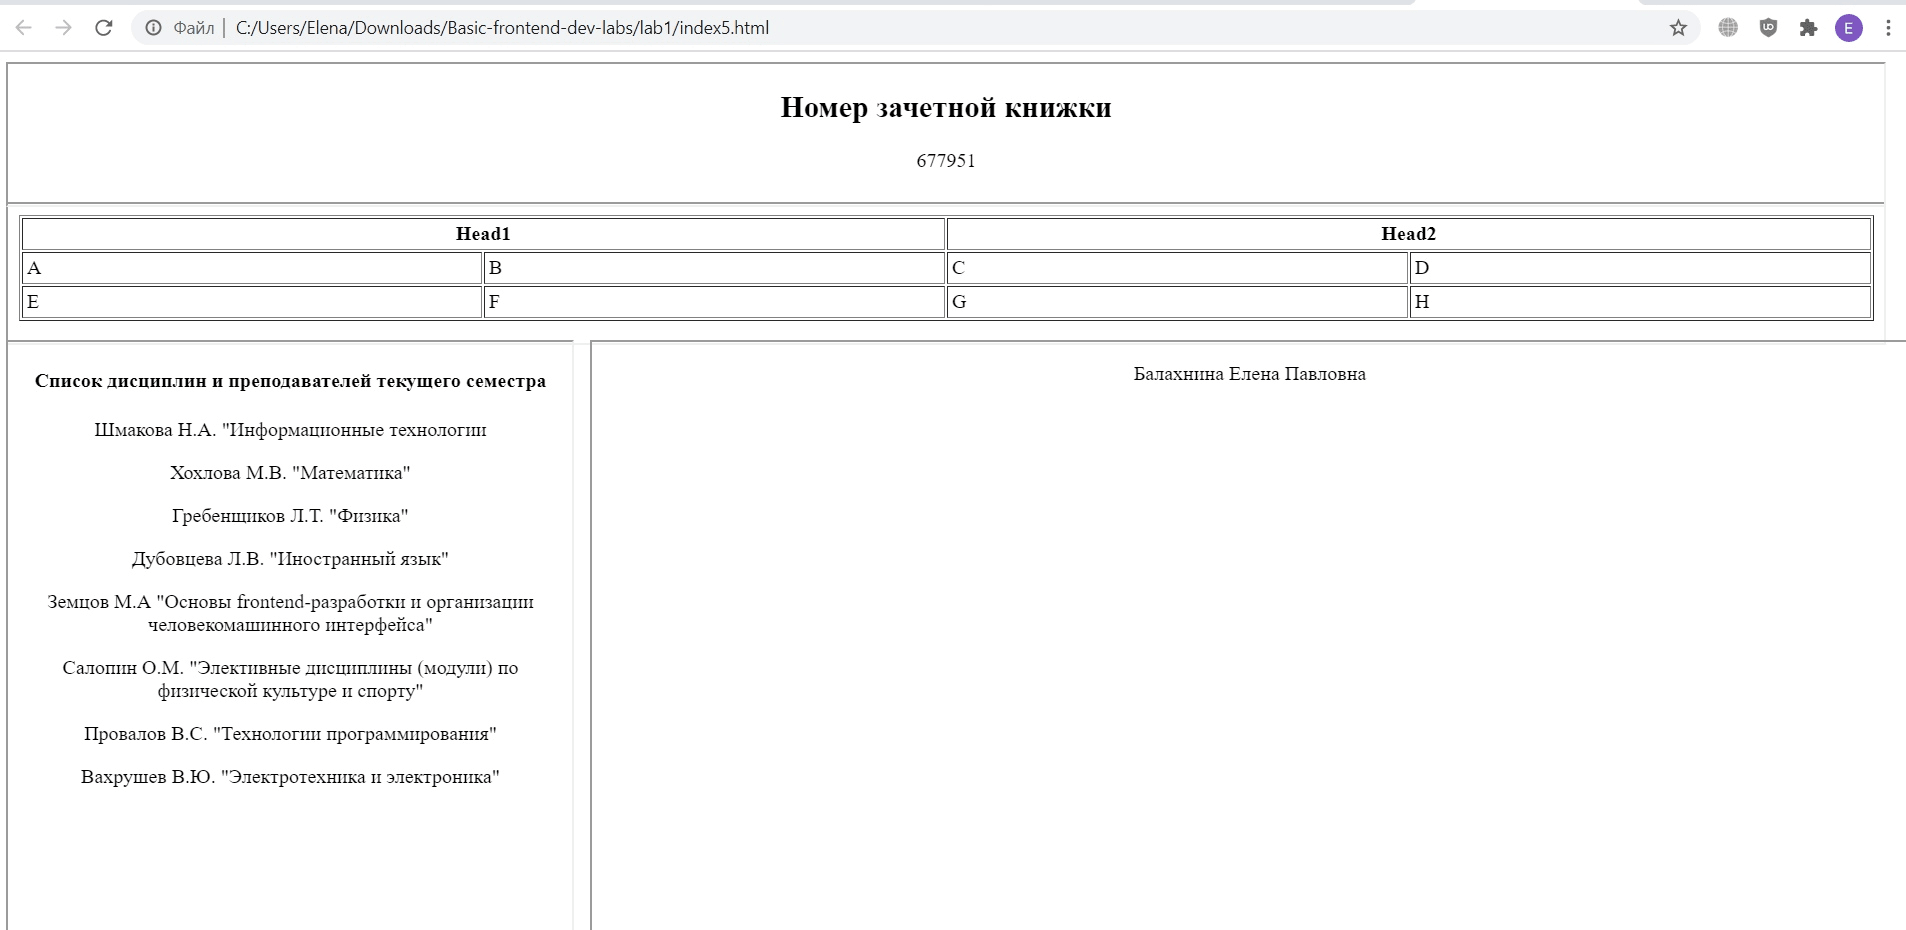 Файл | C:/Users/Elena/Downloads/Basic-frontend-dev-labs/lab1/index5.html
E
Номер зачетной книжки
677951
Head1 Head2
A B C D
E F G H
Список дисциплин и преподавателей текущего семестра
Шмакова Н.А. "Информационные технологии
Хохлова М.В. "Математика"
Гребенщиков Л.Т. "Физика"
Дубовцева Л.В. "Иностранный язык"
Земцов М.А "Основы frontend-разработки и организации
человекомашинного интерфейса"
Салопин О.М. "Элективные дисциплины (модули) по
физической культуре и спорту"
Провалов В.С. "Технологии программирования"
Вахрушев В.Ю. "Электротехника и электроника"
Балахнина Елена Павловна